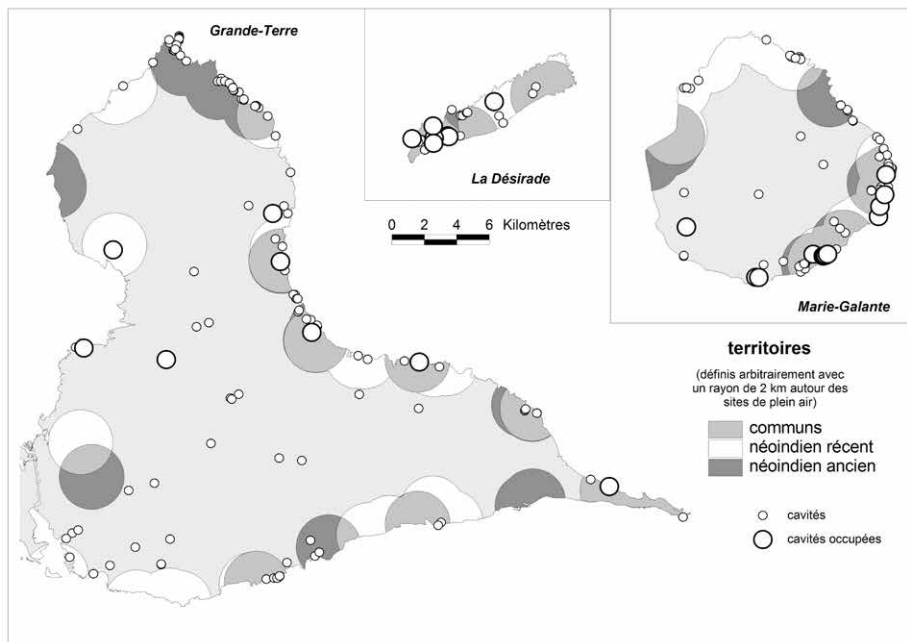 Grande-Terre
La Désirade
0 2 4 6 Kilomètres
Marie-Galante
territoires
(définis arbitrairement avec
un rayon de 2 km autour des
sites de plein air)
communs
néoindien récent
néoindien ancien
cavités
cavités occupées